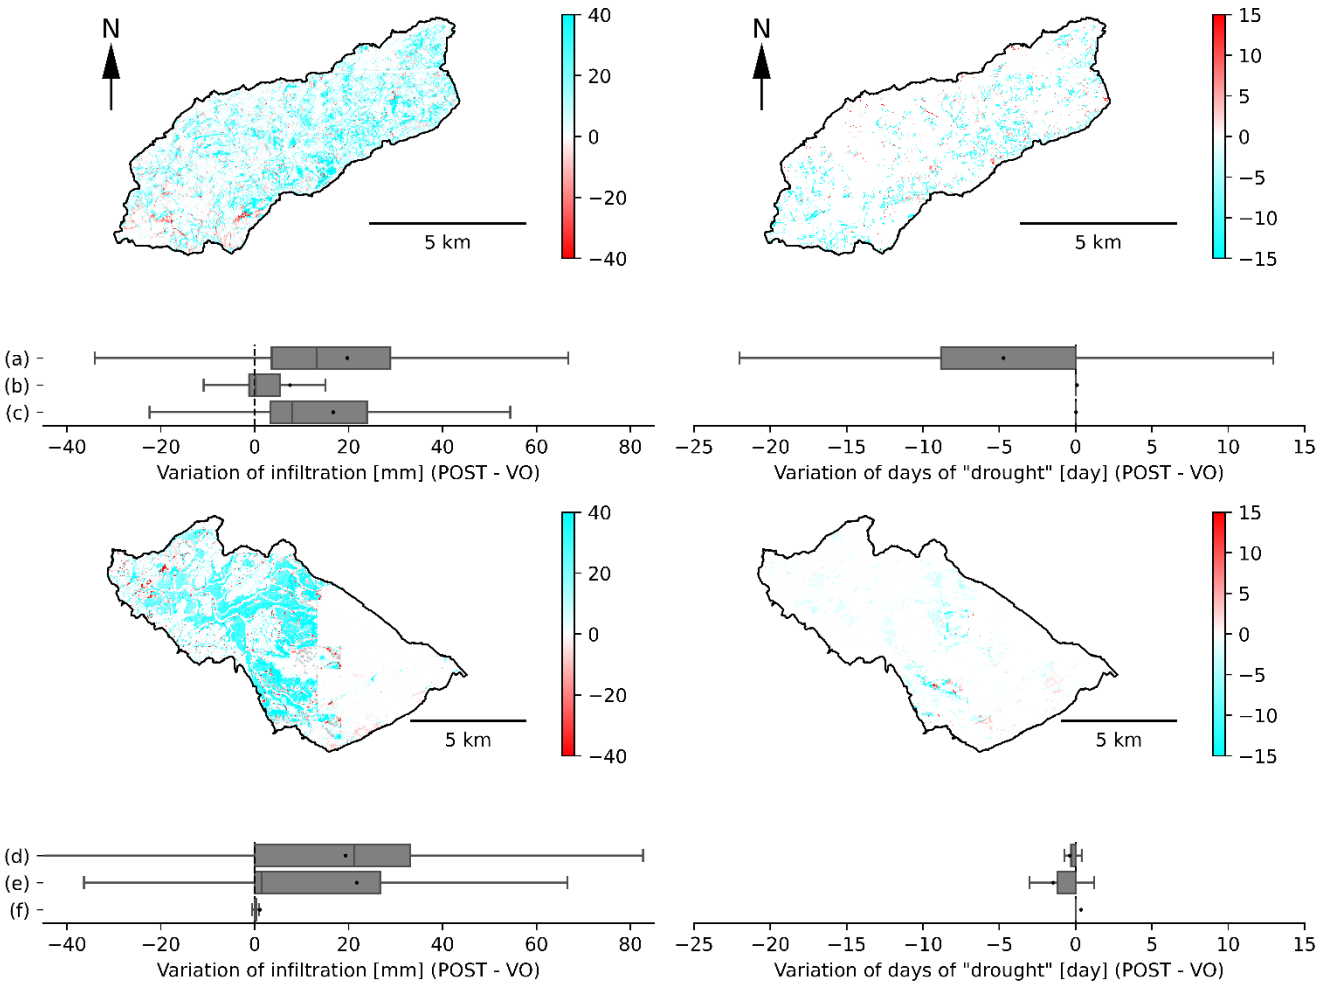 N
40
20
0
−20
−40
5 km
N
15
10
5
0
−5
−10
−15
5 km
(a)
(b)
(c)
−40 −20 0 20 40 60 80
Variation of infiltration [mm] (POST - VO)
−25 −20 −15 −10 −5 0 5 10 15
Variation of days of "drought" [day] (POST - VO)
40
20
0
−20
−40
5 km
15
10
5
0
−5
−10
−15
5 km
(d)
(e)
(f)
−40 −20 0 20 40 60 80
Variation of infiltration [mm] (POST - VO)
−25 −20 −15 −10 −5 0 5 10 15
Variation of days of "drought" [day] (POST - VO)